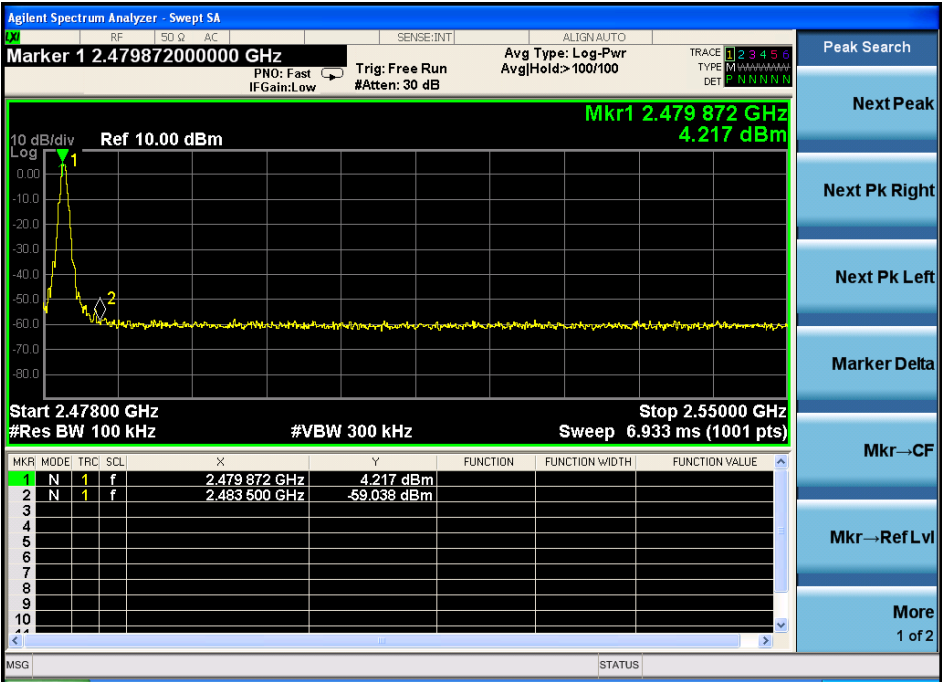 Agilent Spectrum Analyzer - Swept SA
LXI RF 50 Ω AC SENSE:INT ALIGN AUTO
Marker 1 2.479872000000 GHz
PNO: Fast
IFGain:Low
Trig: Free Run
#Atten: 30 dB
Avg Type: Log-Pwr
Avg|Hold:>100/100
TRACE 1 2 3 4 5 6
TYPE MWWWWW
DET P N N N N N
Mkr1 2.479 872 GHz
4.217 dBm
10 dB/div
Log
Ref 10.00 dBm
1
0.00
-10.0
-20.0
-30.0
-40.0
-50.0
2
-60.0
-70.0
-80.0
Start 2.47800 GHz
Stop 2.55000 GHz
#Res BW 100 kHz
#VBW 300 kHz
Sweep 6.933 ms (1001 pts)
MKR MODE TRC SCL X Y FUNCTION FUNCTION WIDTH FUNCTION VALUE
1 N 1 f 2.479 872 GHz 4.217 dBm
2 N 1 f 2.483 500 GHz -59.038 dBm
3
4
5
6
7
8
9
10
11
MSG
STATUS
Peak Search
Next Peak
Next Pk Right
Next Pk Left
Marker Delta
Mkr→CF
Mkr→Ref Lvl
More
1 of 2